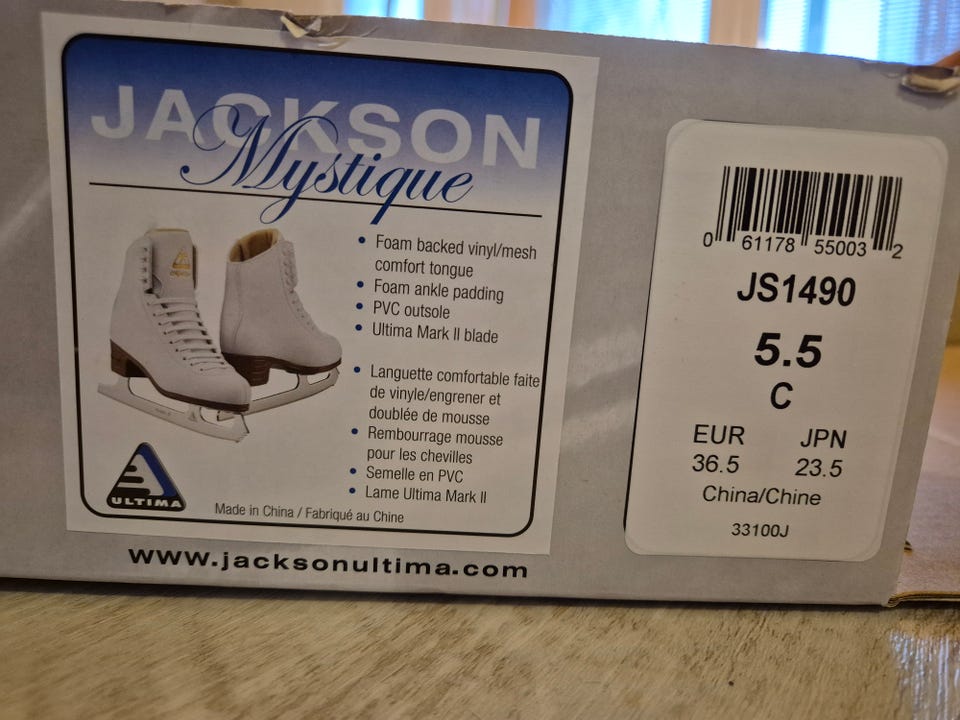 JACKSON
Mystique
• Foam backed vinyl/mesh
comfort tongue
• Foam ankle padding
• PVC outsole
• Ultima Mark II blade
• Languette comfortable faite
de vinyle/engrener et
doublée de mousse
• Rembourrage mousse
pour les chevilles
• Semelle en PVC
• Lame Ultima Mark II
ULTIMA
Made in China / Fabriqué au Chine
www.jacksonultima.com
0 61178 55003 2
JS1490
5.5
C
EUR JPN
36.5 23.5
China/Chine
33100J